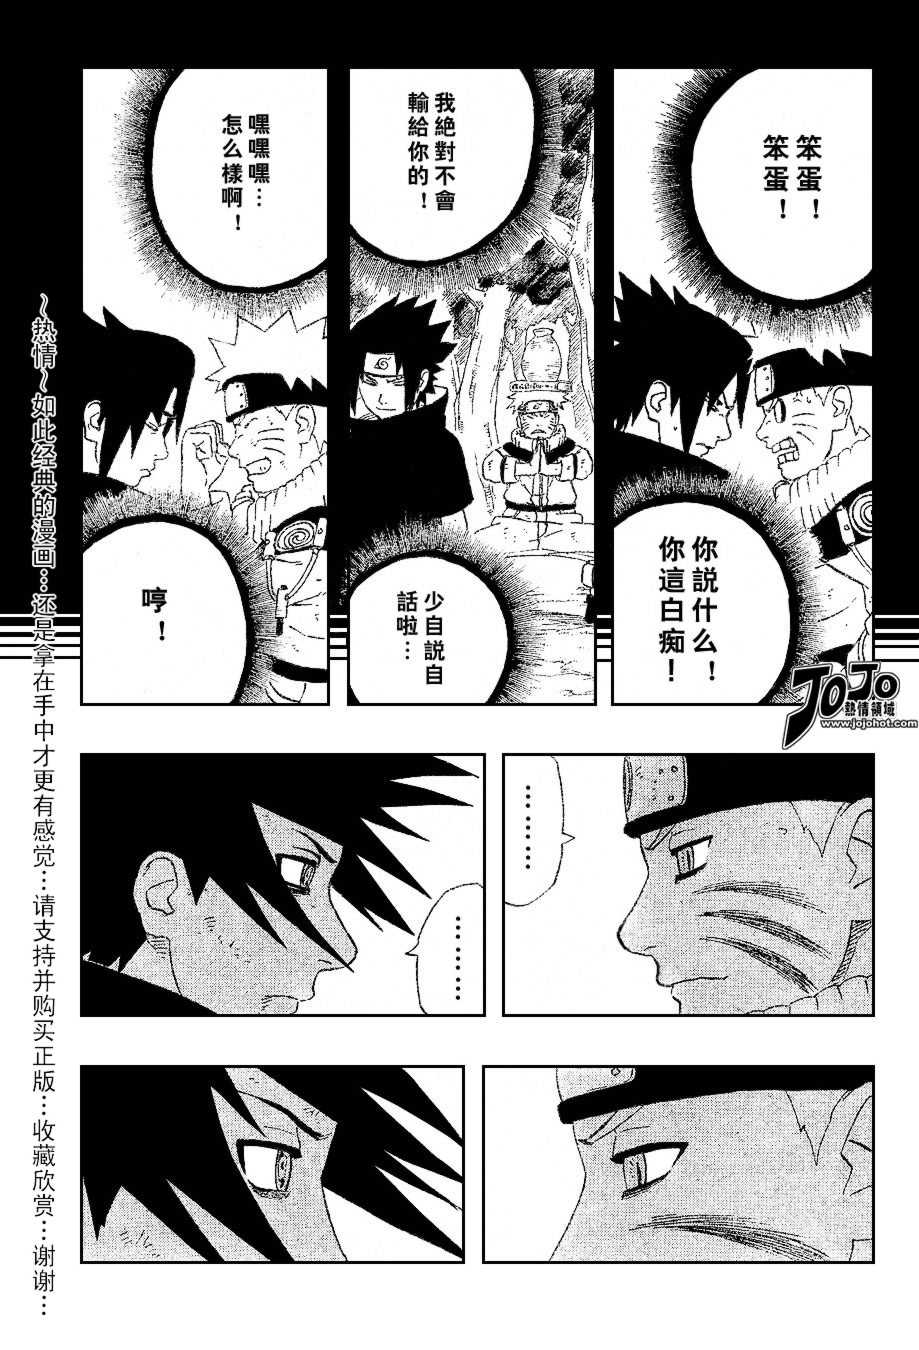 笨蛋！
笨蛋！
你説什么！
你這白痴！
我絶對不會
輸給你的！
少自説自
話啦…
嘿嘿嘿…
怎么樣啊！
哼！
………
………
JOJO
熱情領域
www.jojohot.com
～热情～如此经典的漫画…还是拿在手中才更有感觉…请支持并购买正版…收藏欣赏…谢谢…